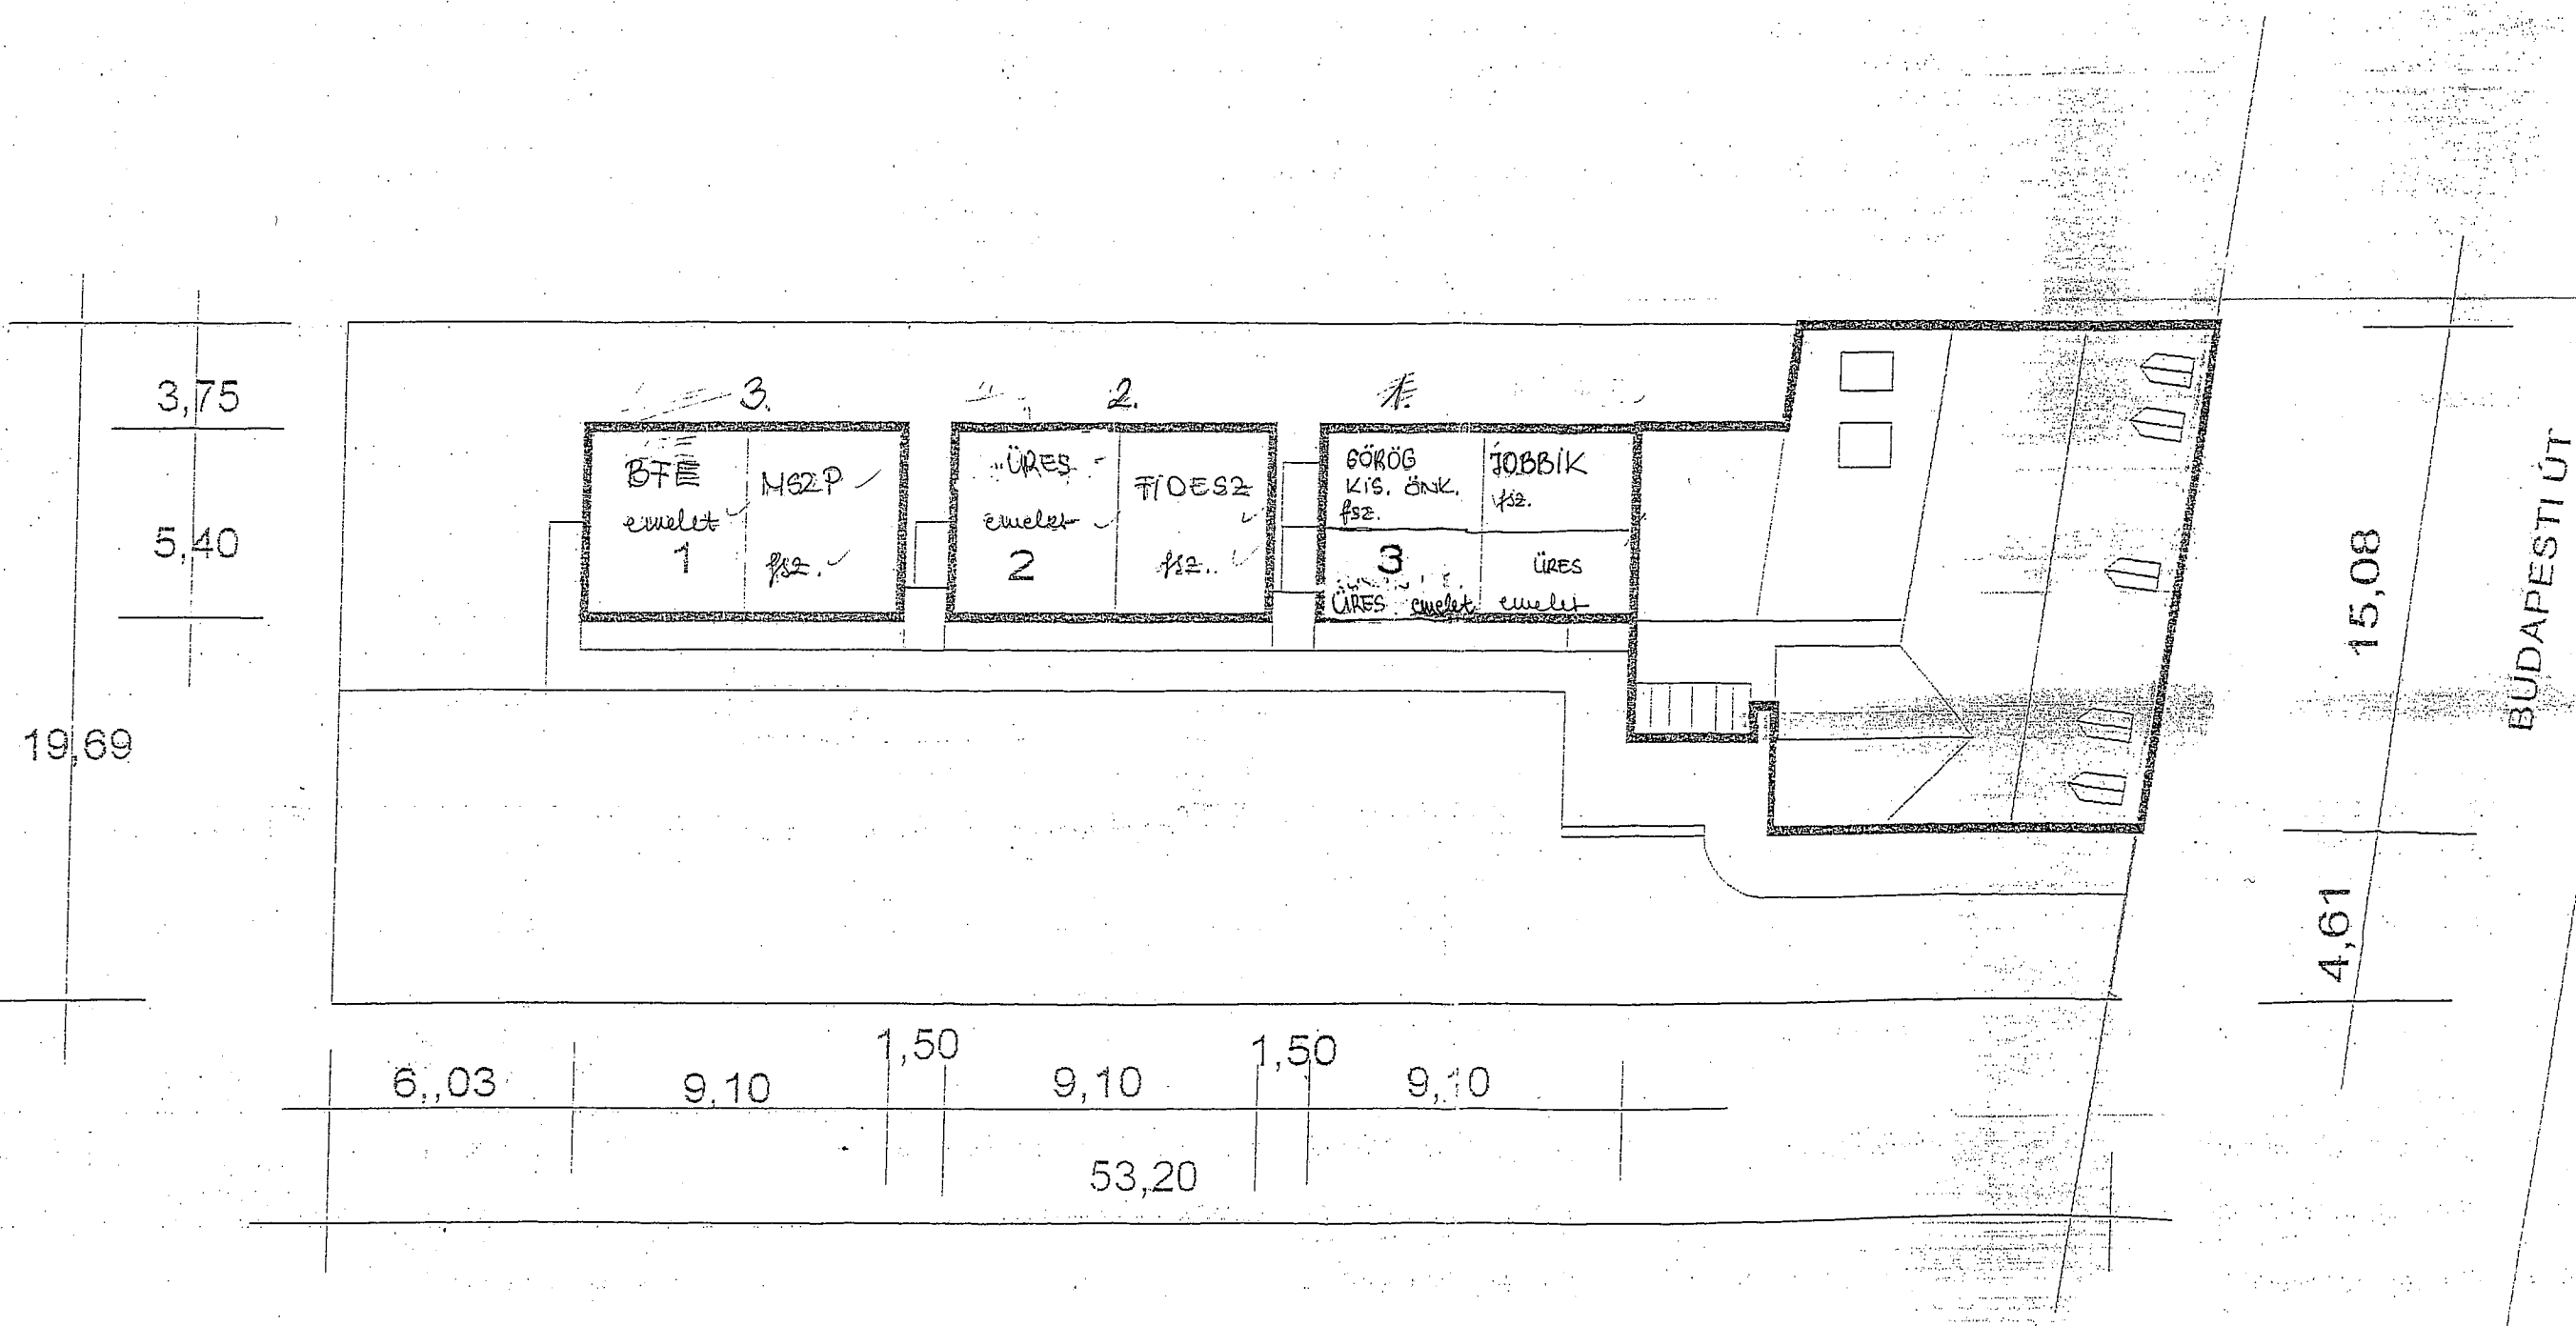 3.
2.
1.
3,75
5,40
19,69
BFE
emelet
1
MSZP
fsz.
ÜRES
emelet
2
FIDESZ
fsz.
GÖRÖG
KIS. ÖNK.
fsz.
JOBBIK
fsz.
3
ÜRES emelet
ÜRES
emelet
15,08
4,61
BUDAPESTI ÚT
6,,03
9,10
1,50
9,10
1,50
9,10
53,20